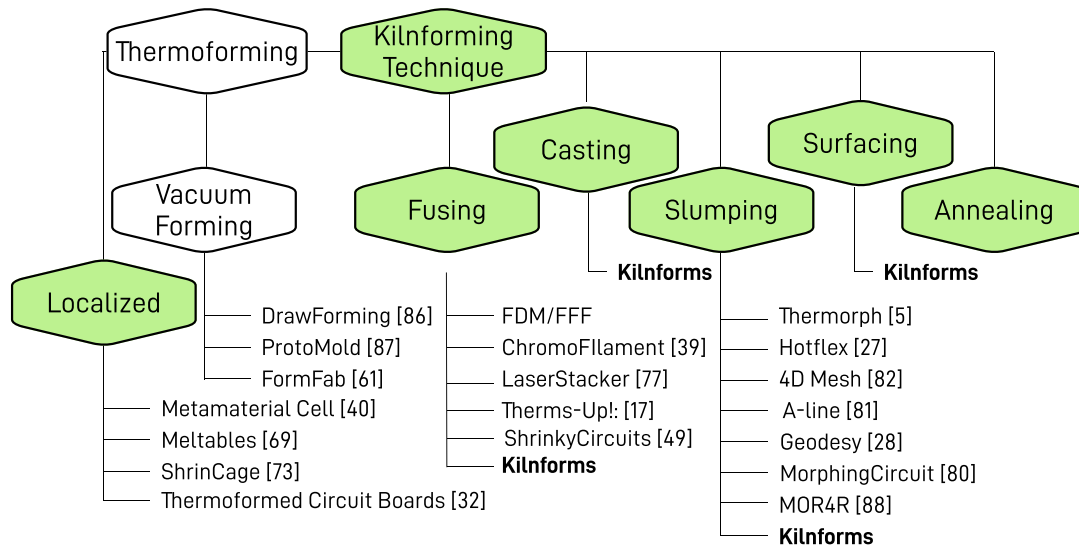 Thermoforming
Kilnforming
Technique
Casting
Surfacing
Vacuum
Forming
Fusing
Slumping
Annealing
Localized
Kilnforms
Kilnforms
DrawForming [86]
ProtoMold [87]
FormFab [61]
Metamaterial Cell [40]
Meltables [69]
ShrinCage [73]
Thermoformed Circuit Boards [32]
FDM/FFF
ChromoFIlament [39]
LaserStacker [77]
Therms-Up!: [17]
ShrinkyCircuits [49]
Kilnforms
Thermorph [5]
Hotflex [27]
4D Mesh [82]
A-line [81]
Geodesy [28]
MorphingCircuit [80]
MOR4R [88]
Kilnforms